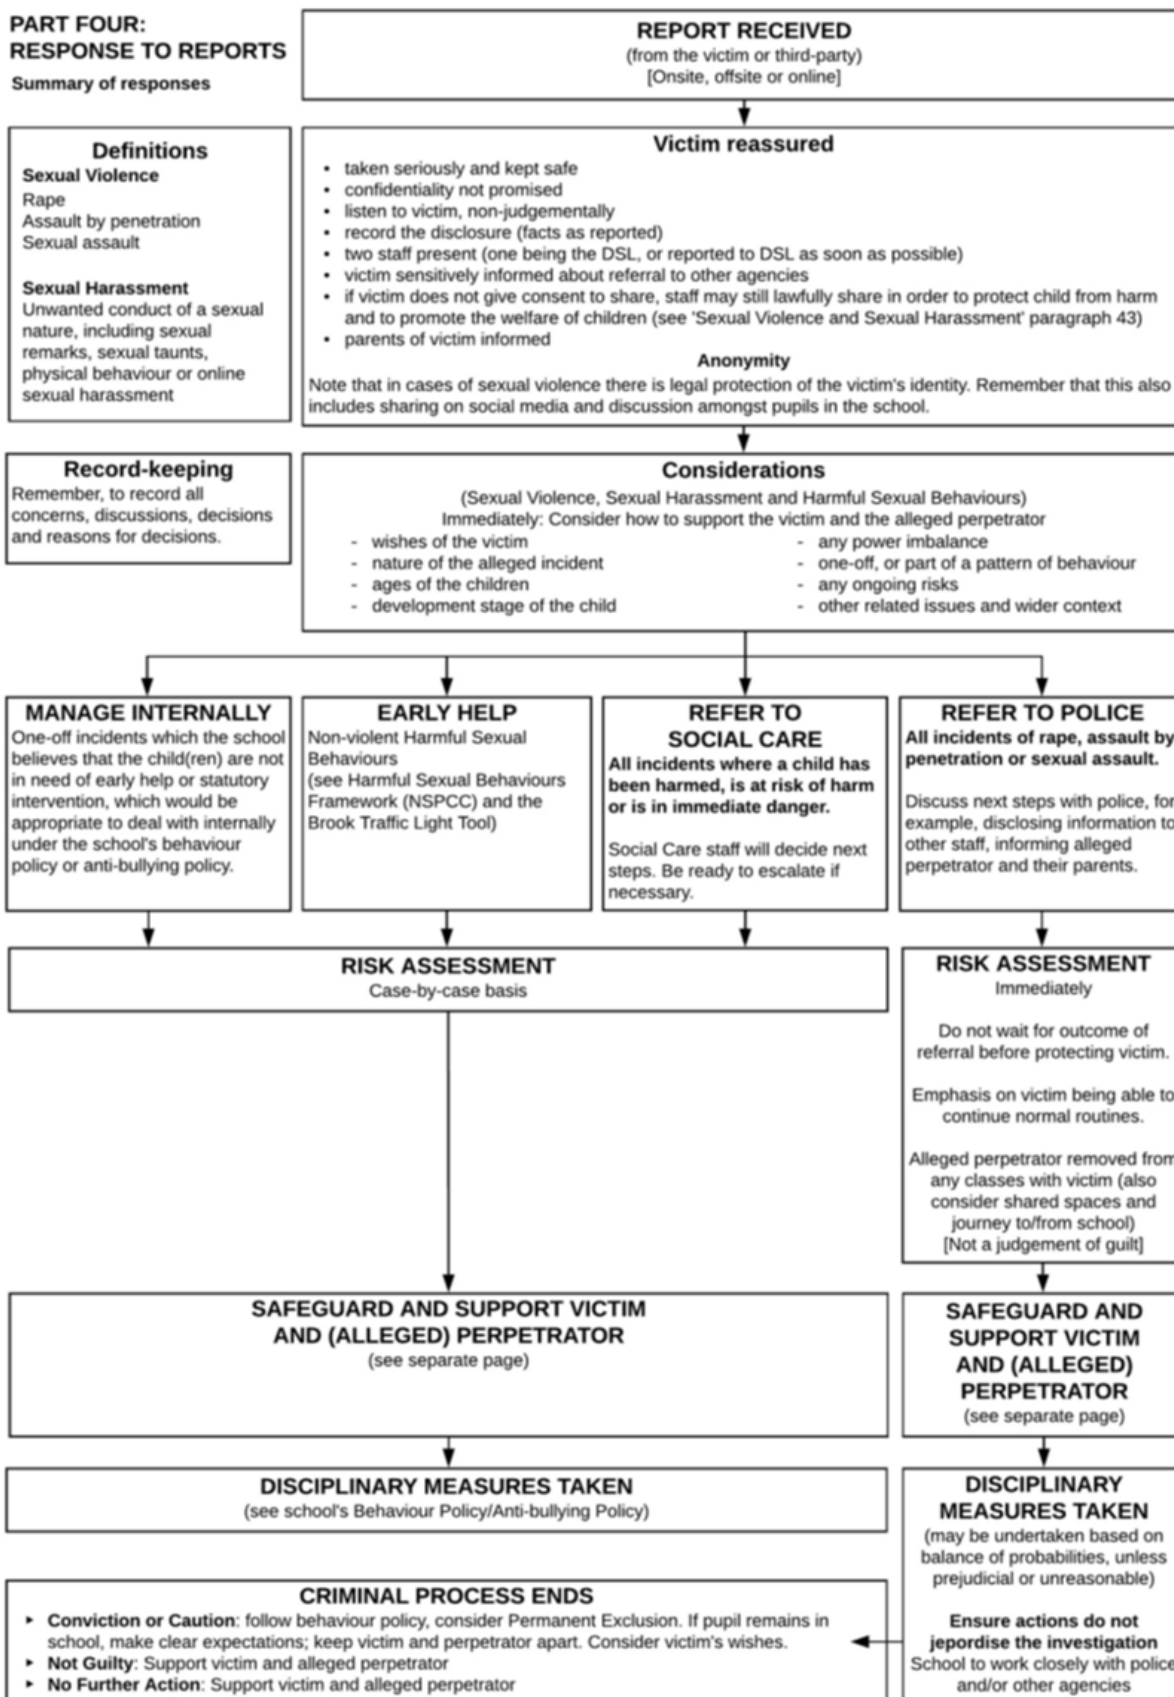 PART FOUR:
RESPONSE TO REPORTS
Summary of responses
REPORT RECEIVED
(from the victim or third-party)
[Onsite, offsite or online]
Definitions
Sexual Violence
Rape
Assault by penetration
Sexual assault
Sexual Harassment
Unwanted conduct of a sexual
nature, including sexual
remarks, sexual taunts,
physical behaviour or online
sexual harassment
Victim reassured
• taken seriously and kept safe
• confidentiality not promised
• listen to victim, non-judgementally
• record the disclosure (facts as reported)
• two staff present (one being the DSL, or reported to DSL as soon as possible)
• victim sensitively informed about referral to other agencies
• if victim does not give consent to share, staff may still lawfully share in order to protect child from harm
and to promote the welfare of children (see 'Sexual Violence and Sexual Harassment' paragraph 43)
• parents of victim informed
Anonymity
Note that in cases of sexual violence there is legal protection of the victim's identity. Remember that this also
includes sharing on social media and discussion amongst pupils in the school.
Record-keeping
Remember, to record all
concerns, discussions, decisions
and reasons for decisions.
Considerations
(Sexual Violence, Sexual Harassment and Harmful Sexual Behaviours)
Immediately: Consider how to support the victim and the alleged perpetrator
- wishes of the victim
- nature of the alleged incident
- ages of the children
- development stage of the child
- any power imbalance
- one-off, or part of a pattern of behaviour
- any ongoing risks
- other related issues and wider context
MANAGE INTERNALLY
One-off incidents which the school
believes that the child(ren) are not
in need of early help or statutory
intervention, which would be
appropriate to deal with internally
under the school's behaviour
policy or anti-bullying policy.
EARLY HELP
Non-violent Harmful Sexual
Behaviours
(see Harmful Sexual Behaviours
Framework (NSPCC) and the
Brook Traffic Light Tool)
REFER TO
SOCIAL CARE
All incidents where a child has
been harmed, is at risk of harm
or is in immediate danger.
Social Care staff will decide next
steps. Be ready to escalate if
necessary.
REFER TO POLICE
All incidents of rape, assault by
penetration or sexual assault.
Discuss next steps with police, for
example, disclosing information to
other staff, informing alleged
perpetrator and their parents.
RISK ASSESSMENT
Case-by-case basis
RISK ASSESSMENT
Immediately
Do not wait for outcome of
referral before protecting victim.
Emphasis on victim being able to
continue normal routines.
Alleged perpetrator removed from
any classes with victim (also
consider shared spaces and
journey to/from school)
[Not a judgement of guilt]
SAFEGUARD AND SUPPORT VICTIM
AND (ALLEGED) PERPETRATOR
(see separate page)
SAFEGUARD AND
SUPPORT VICTIM
AND (ALLEGED)
PERPETRATOR
(see separate page)
DISCIPLINARY MEASURES TAKEN
(see school's Behaviour Policy/Anti-bullying Policy)
DISCIPLINARY
MEASURES TAKEN
(may be undertaken based on
balance of probabilities, unless
prejudicial or unreasonable)
Ensure actions do not
jepordise the investigation
School to work closely with police
and/or other agencies
CRIMINAL PROCESS ENDS
‣ Conviction or Caution: follow behaviour policy, consider Permanent Exclusion. If pupil remains in
school, make clear expectations; keep victim and perpetrator apart. Consider victim's wishes.
‣ Not Guilty: Support victim and alleged perpetrator
‣ No Further Action: Support victim and alleged perpetrator